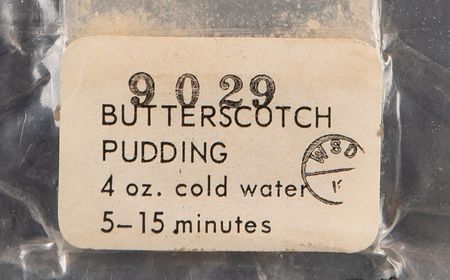 9029
BUTTERSCOTCH
PUDDING
4 oz. cold water
5-15 minutes
WSD